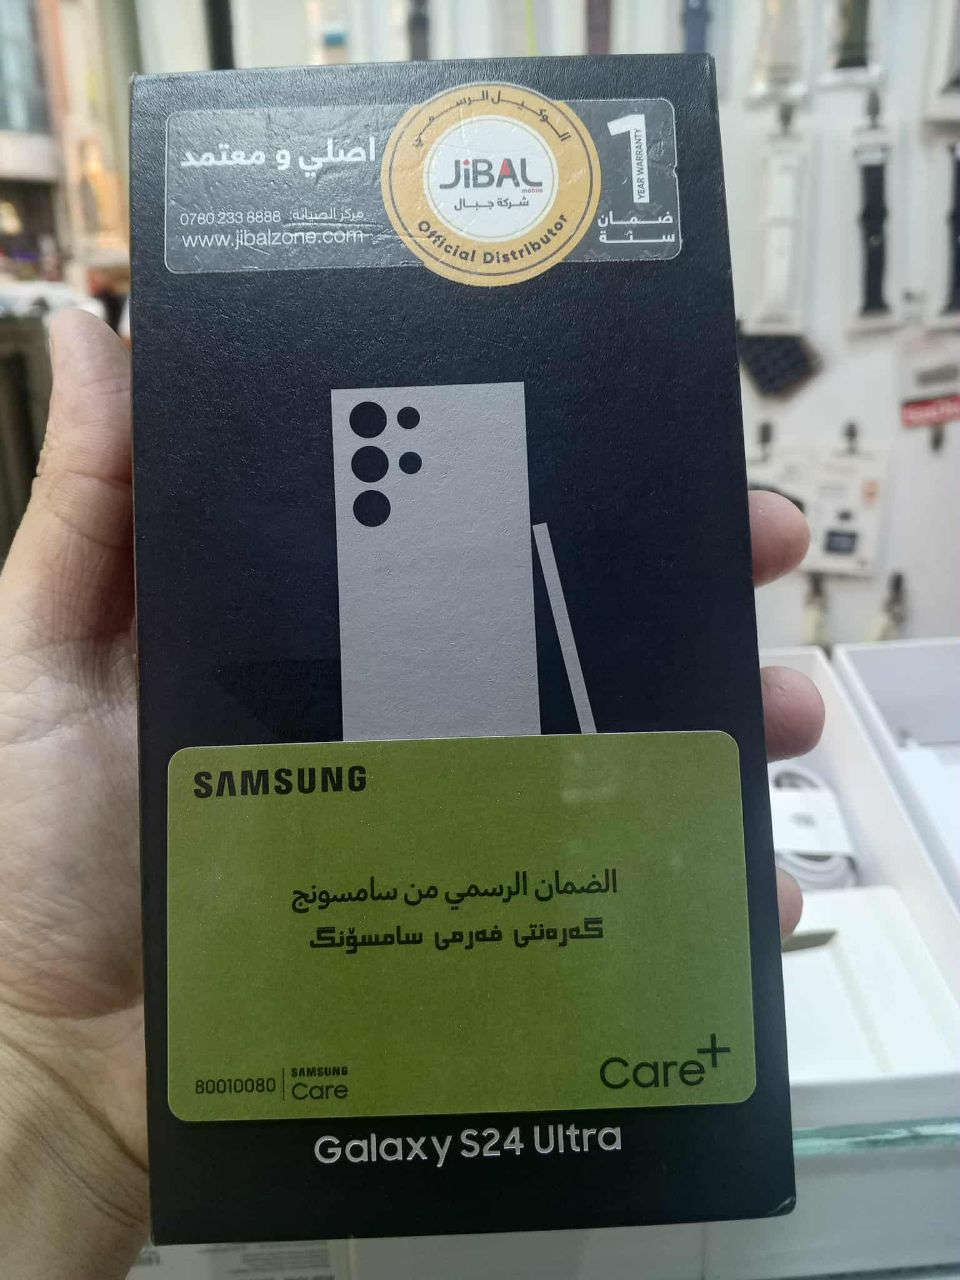 الوكيل الرسمي
اصلي و معتمد
JiBAL
mobile
شركة جبال
Official Distributor
1
YEAR WARRANTY
ضمان
سنة
مركز الصيانة: 0780 233 8888
www.jibalzone.com
SAMSUNG
الضمان الرسمي من سامسونج
گەرەنتی فەرمی سامسۆنگ
80010080
SAMSUNG
Care
Care+
Galaxy S24 Ultra